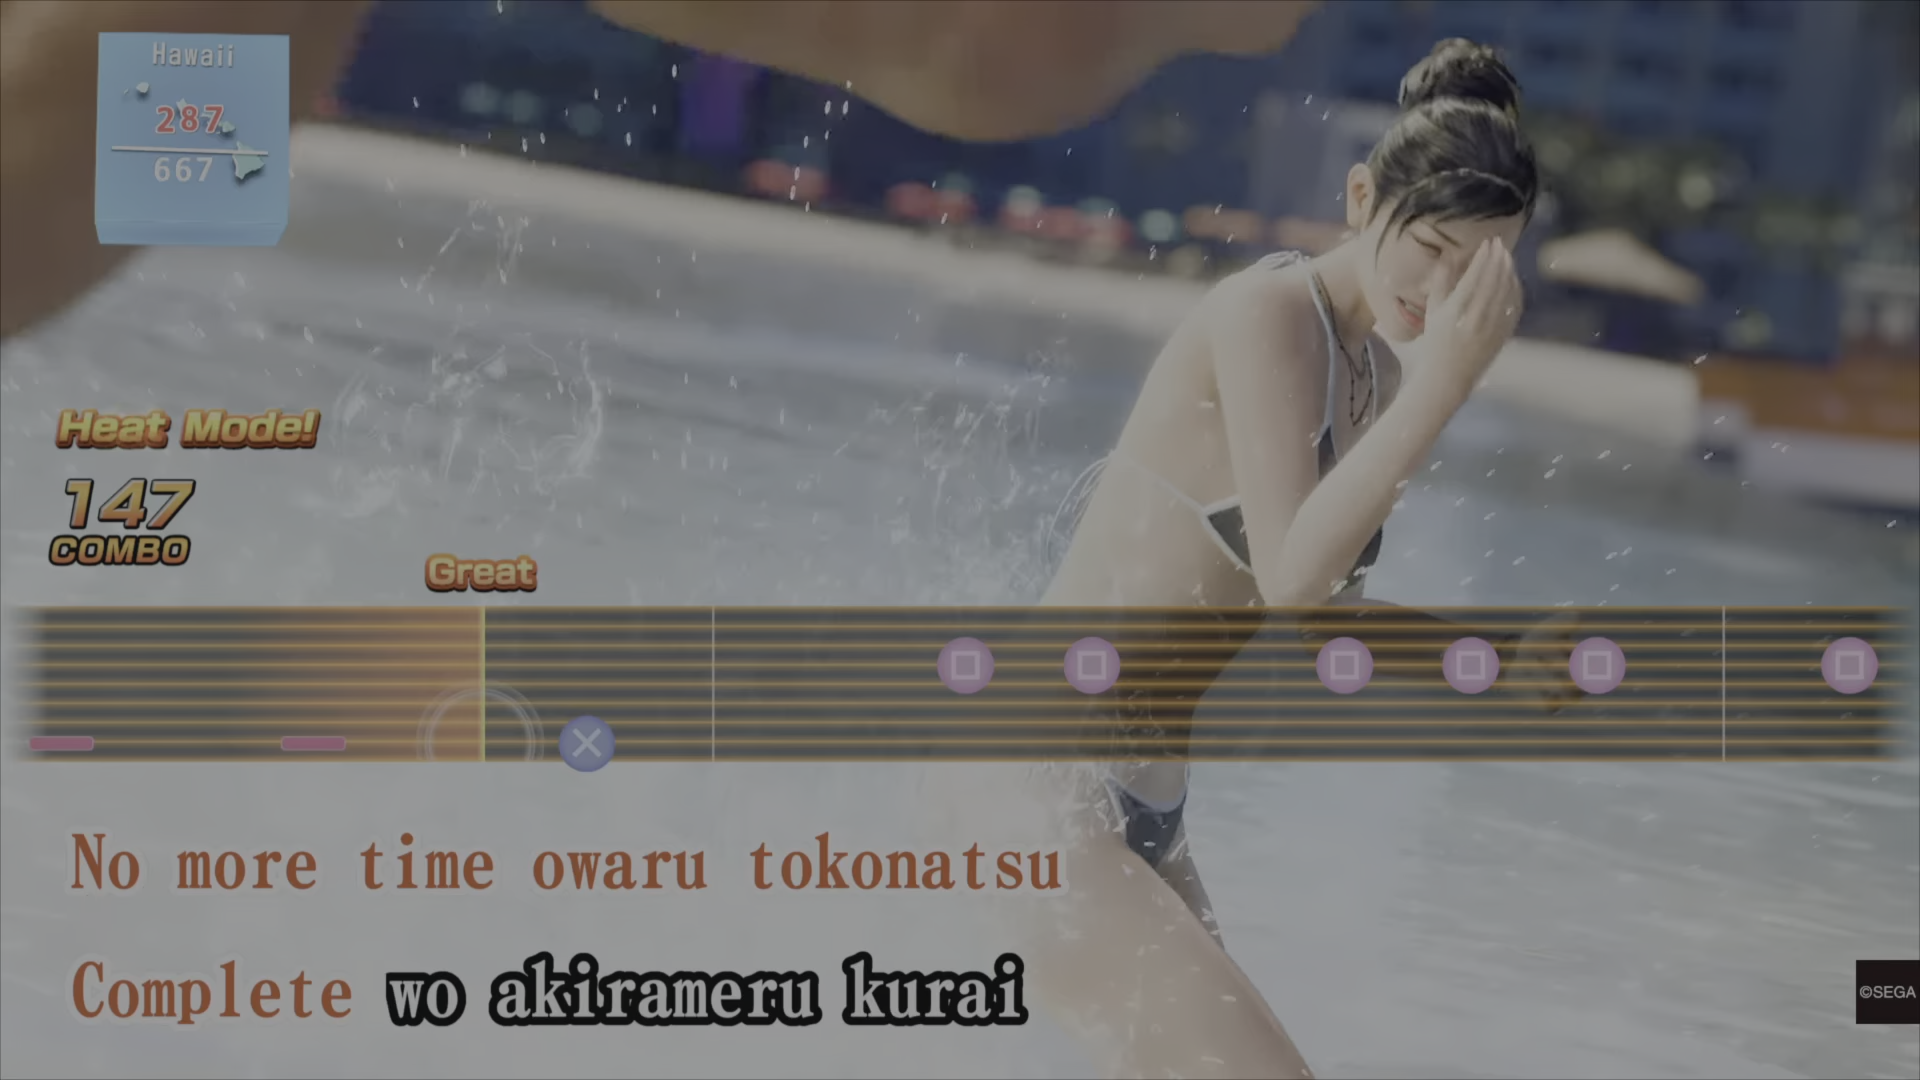 Hawaii
287
667
Heat Mode!
147
COMBO
Great
No more time owaru tokonatsu
Complete wo akirameru kurai
©SEGA